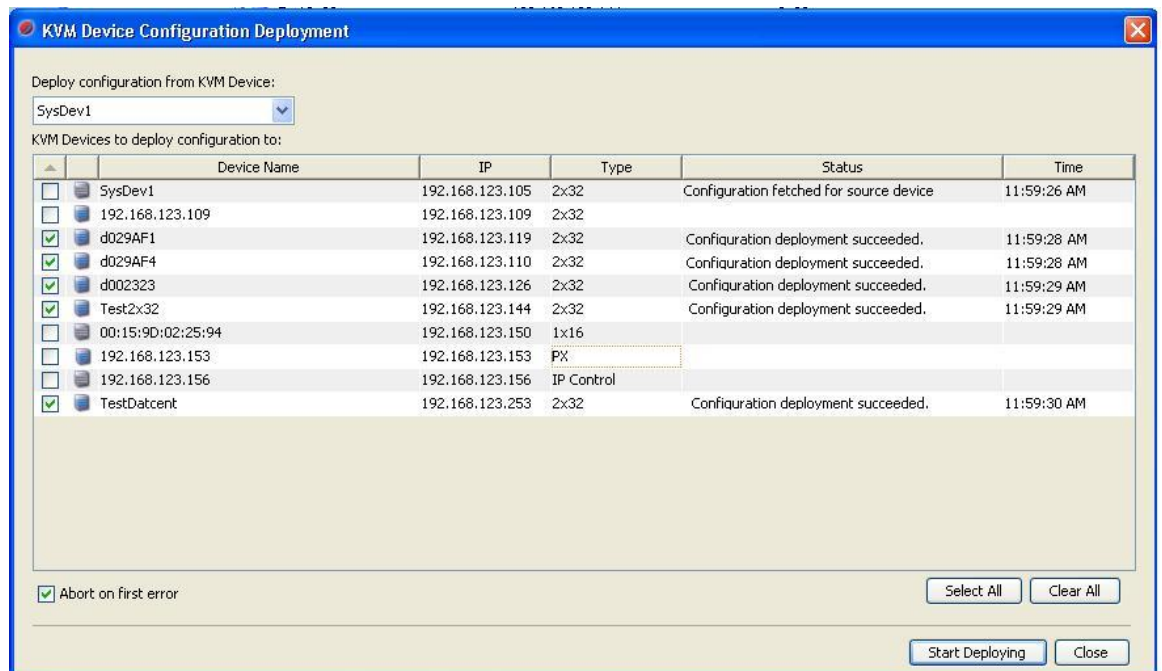 KVM Device Configuration Deployment
Deploy configuration from KVM Device:
SysDev1
KVM Devices to deploy configuration to:
Device Name IP Type Status Time
SysDev1 192.168.123.105 2x32 Configuration fetched for source device 11:59:26 AM
192.168.123.109 192.168.123.109 2x32
d029AF1 192.168.123.119 2x32 Configuration deployment succeeded. 11:59:28 AM
d029AF4 192.168.123.110 2x32 Configuration deployment succeeded. 11:59:28 AM
d002323 192.168.123.126 2x32 Configuration deployment succeeded. 11:59:29 AM
Test2x32 192.168.123.144 2x32 Configuration deployment succeeded. 11:59:29 AM
00:15:9D:02:25:94 192.168.123.150 1x16
192.168.123.153 192.168.123.153 PX
192.168.123.156 192.168.123.156 IP Control
TestDatcent 192.168.123.253 2x32 Configuration deployment succeeded. 11:59:30 AM
Abort on first error
Select All Clear All
Start Deploying Close